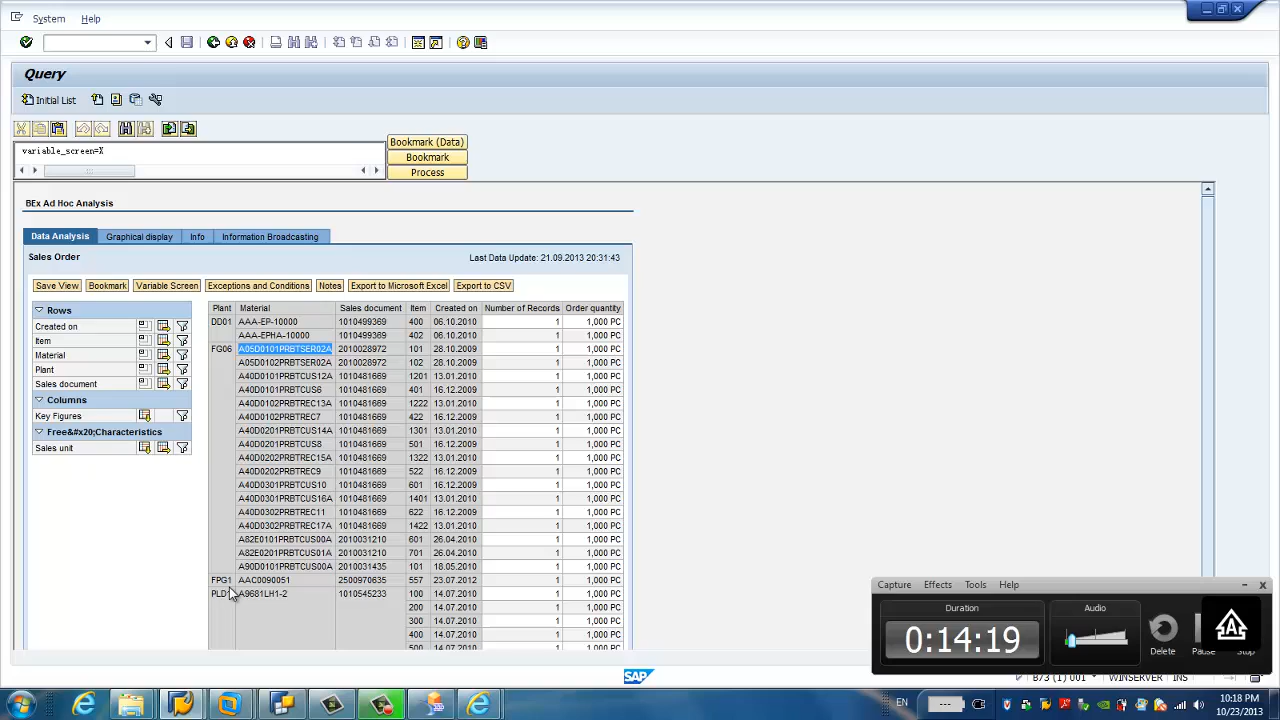 System Help
Query
Initial List
variable_screen=X
Bookmark (Data)
Bookmark
Process
BEx Ad Hoc Analysis
Data Analysis Graphical display Info Information Broadcasting
Sales Order Last Data Update: 21.09.2013 20:31:43
Save View Bookmark Variable Screen Exceptions and Conditions Notes Export to Microsoft Excel Export to CSV
Rows
Created on
Item
Material
Plant
Sales document
Columns
Key Figures
Free&#x20;Characteristics
Sales unit
Plant Material Sales document Item Created on Number of Records Order quantity
DD01 AAA-EP-10000 1010499369 400 06.10.2010 1 1,000 PC
AAA-EPHA-10000 1010499369 402 06.10.2010 1 1,000 PC
FG06 A05D0101PRBTSER02A 2010028972 101 28.10.2009 1 1,000 PC
A05D0102PRBTSER02A 2010028972 102 28.10.2009 1 1,000 PC
A40D0101PRBTCUS12A 1010481669 1201 13.01.2010 1 1,000 PC
A40D0101PRBTCUS6 1010481669 401 16.12.2009 1 1,000 PC
A40D0102PRBTREC13A 1010481669 1222 13.01.2010 1 1,000 PC
A40D0102PRBTREC7 1010481669 422 16.12.2009 1 1,000 PC
A40D0201PRBTCUS14A 1010481669 1301 13.01.2010 1 1,000 PC
A40D0201PRBTCUS8 1010481669 501 16.12.2009 1 1,000 PC
A40D0202PRBTREC15A 1010481669 1322 13.01.2010 1 1,000 PC
A40D0202PRBTREC9 1010481669 522 16.12.2009 1 1,000 PC
A40D0301PRBTCUS10 1010481669 601 16.12.2009 1 1,000 PC
A40D0301PRBTCUS16A 1010481669 1401 13.01.2010 1 1,000 PC
A40D0302PRBTREC11 1010481669 622 16.12.2009 1 1,000 PC
A40D0302PRBTREC17A 1010481669 1422 13.01.2010 1 1,000 PC
A82E0101PRBTCUS00A 2010031210 601 26.04.2010 1 1,000 PC
A82E0201PRBTCUS01A 2010031210 701 26.04.2010 1 1,000 PC
A90D0101PRBTCUS00A 2010031435 101 18.05.2010 1 1,000 PC
FPG1 AAC0090051 2500970635 557 23.07.2012 1 1,000 PC
A9681LH1-2 1010545233 100 14.07.2010 1 1,000 PC
200 14.07.2010 1 1,000 PC
300 14.07.2010 1 1,000 PC
400 14.07.2010 1 1,000 PC
500 14.07.2010 1 1,000 PC
Capture Effects Tools Help
Duration Audio
0:14:19
Delete Pause Stop
SAP
B73 (1) 001 WINSERVER INS
EN
10:18 PM
10/23/2013